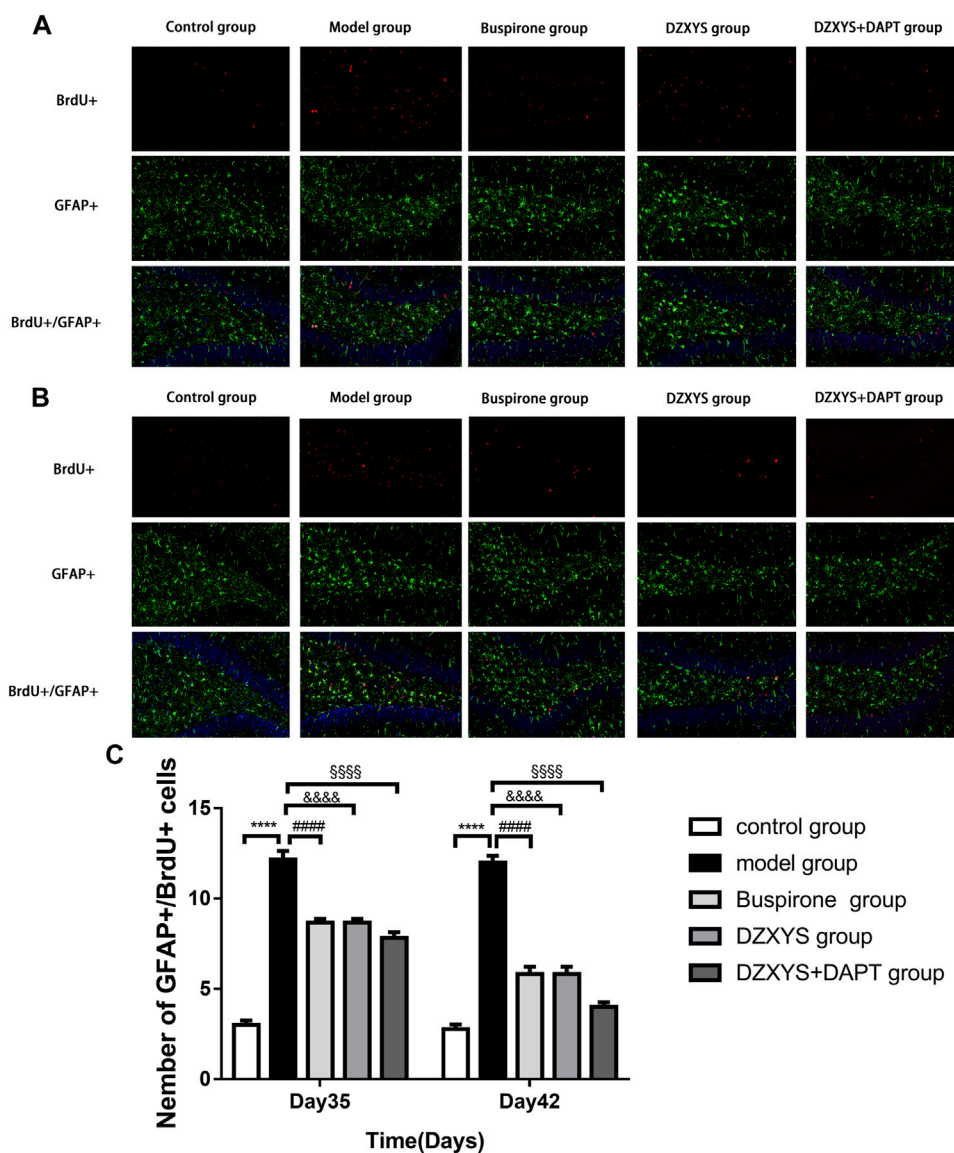 A
Control group Model group Buspirone group DZXYS group DZXYS+DAPT group
BrdU+
GFAP+
BrdU+/GFAP+
B
Control group Model group Buspirone group DZXYS group DZXYS+DAPT group
BrdU+
GFAP+
BrdU+/GFAP+
C
Nember of GFAP+/BrdU+ cells
15
10
5
0
§§§§
&&&&
**** ####
§§§§
&&&&
**** ####
Day35 Day42
Time(Days)
control group
model group
Buspirone group
DZXYS group
DZXYS+DAPT group